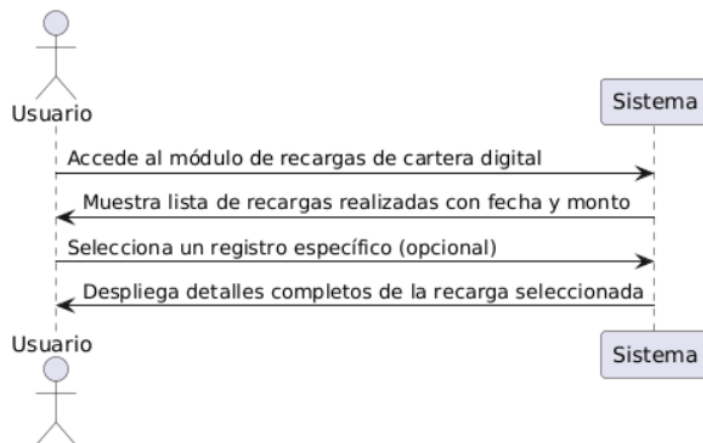 Usuario
Sistema
Accede al módulo de recargas de cartera digital
Muestra lista de recargas realizadas con fecha y monto
Selecciona un registro específico (opcional)
Despliega detalles completos de la recarga seleccionada
Usuario
Sistema